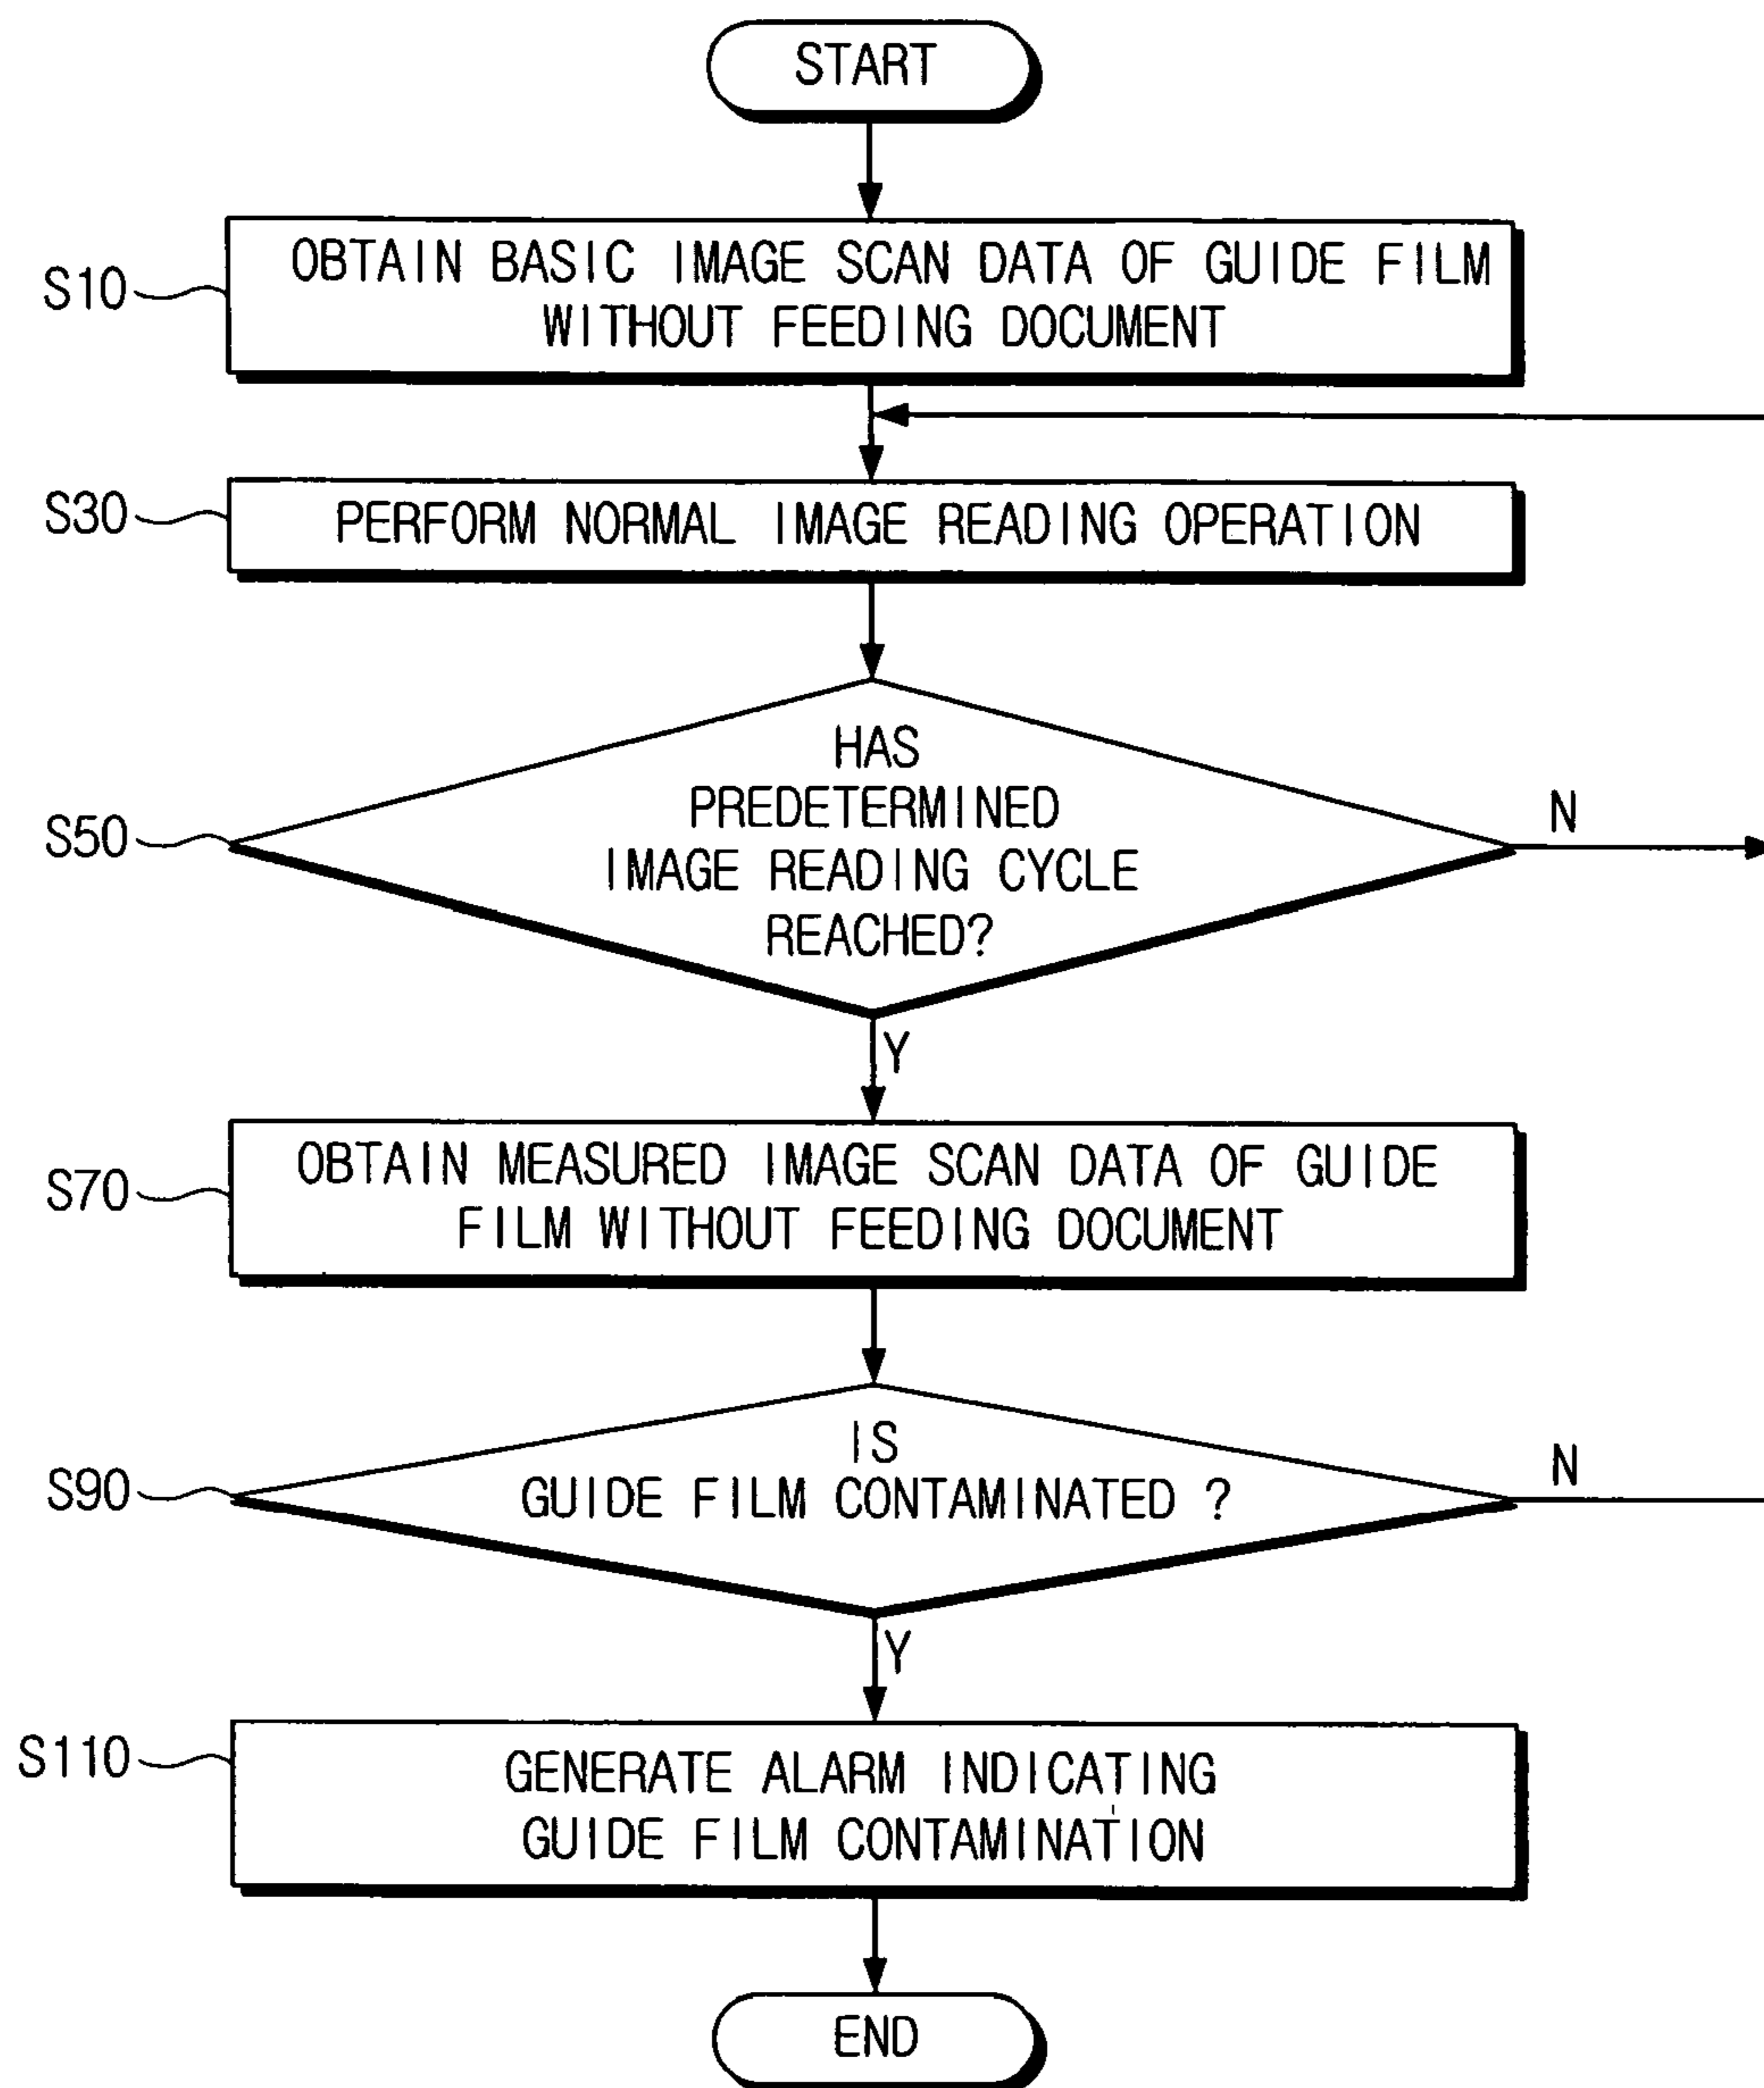 START
S10
OBTAIN BASIC IMAGE SCAN DATA OF GUIDE FILM
WITHOUT FEEDING DOCUMENT
S30
PERFORM NORMAL IMAGE READING OPERATION
S50
HAS
PREDETERMINED
IMAGE READING CYCLE
REACHED?
N
Y
S70
OBTAIN MEASURED IMAGE SCAN DATA OF GUIDE
FILM WITHOUT FEEDING DOCUMENT
S90
IS
GUIDE FILM CONTAMINATED ?
N
Y
S110
GENERATE ALARM INDICATING
GUIDE FILM CONTAMINATION
END